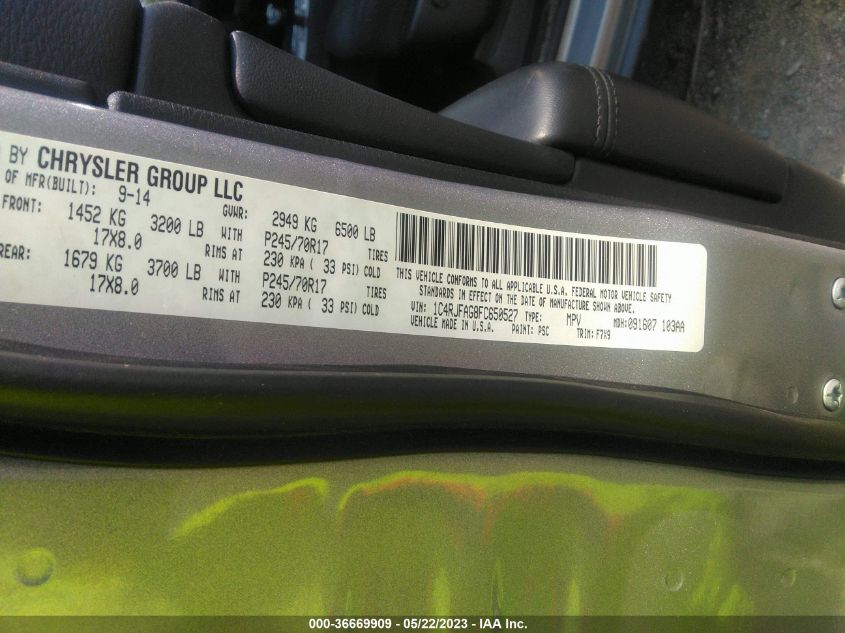 BY CHRYSLER GROUP LLC
OF MFR(BUILT): 9-14 GVWR: 2949 KG 6500 LB
FRONT: 1452 KG 3200 LB WITH P245/70R17 TIRES
17X8.0 RIMS AT 230 KPA ( 33 PSI) COLD
REAR: 1679 KG 3700 LB WITH P245/70R17 TIRES
17X8.0 RIMS AT 230 KPA ( 33 PSI) COLD
THIS VEHICLE CONFORMS TO ALL APPLICABLE U.S.A. FEDERAL MOTOR VEHICLE SAFETY
STANDARDS IN EFFECT ON THE DATE OF MANUFACTURE SHOWN ABOVE.
VIN: 1C4RJFAG8FC650527 TYPE: MPV MDH:091607 103AA
VEHICLE MADE IN U.S.A. PAINT: PSC TRIM: F7X9
000-36669909 - 05/22/2023 - IAA Inc.